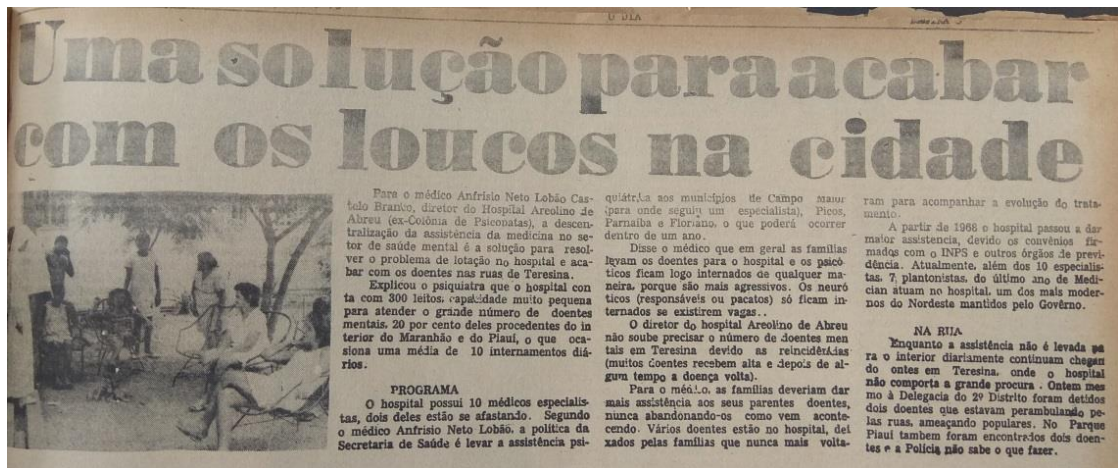 O DIA
Uma solução para acabar
com os loucos na cidade
Para o médico Anfrisio Neto Lobão Cas-
telo Branco, diretor do Hospital Areolino de
Abreu (ex-Colônia de Psicopatas), a descen-
tralização da assistência da medicina no se-
tor de saúde mental é a solução para resol-
ver o problema de lotação no hospital e aca-
bar com os doentes nas ruas de Teresina.
Explicou o psiquiatra que o hospital con
ta com 300 leitos, capacidade muito pequena
para atender o grande número de doentes
mentais, 20 por cento deles procedentes do in
terior do Maranhão e do Piauí, o que oca-
siona uma média de 10 internamentos diá-
rios.
PROGRAMA
O hospital possui 10 médicos especialis-
tas, dois deles estão se afastando. Segundo
o médico Anfrisio Neto Lobão, a política da
Secretaria de Saúde é levar a assistência psi-
quiátrica aos municípios de Campo Maior
(para onde seguiu um especialista), Picos,
Parnaiba e Floriano, o que poderá ocorrer
dentro de um ano.
Disse o médico que em geral as famílias
levam os doentes para o hospital e os psicó-
ticos ficam logo internados de qualquer ma-
neira, porque são mais agressivos. Os neuró
ticos (responsáveis ou pacatos) só ficam in-
ternados se existirem vagas..
O diretor do hospital Areolino de Abreu
não soube precisar o número de doentes men
tais em Teresina devido as reincidências
(muitos doentes recebem alta e depois de al-
gum tempo a doença volta).
Para o médico, as famílias deveriam dar
mais assistência aos seus parentes doentes,
nunca abandonando-os como vem aconte-
cendo. Vários doentes estão no hospital, dei
xados pelas famílias que nunca mais volta-
ram para acompanhar a evolução do trata-
mento.
A partir de 1968 o hospital passou a dar
maior assistencia, devido os convênios fir-
mados com o INPS e outros órgãos de previ-
dência. Atualmente, além dos 10 especialis-
tas, 7, plantonistas, do último ano de Medi-
cian atuam no hospital, um dos mais moder-
nos do Nordeste mantidos pelo Govêrno.
NA RUA
Enquanto a assistência não é levada pa
ra o interior diariamente continuam chegan
do ontes em Teresina, onde o hospital
não comporta a grande procura. Ontem mes
mo à Delegacia do 2º Distrito foram detidos
dois doentes que estavam perambulando pe-
las ruas, ameaçando populares. No Parque
Piauí tambem foram encontrados dois doen-
tes e a Policia não sabe o que fazer.